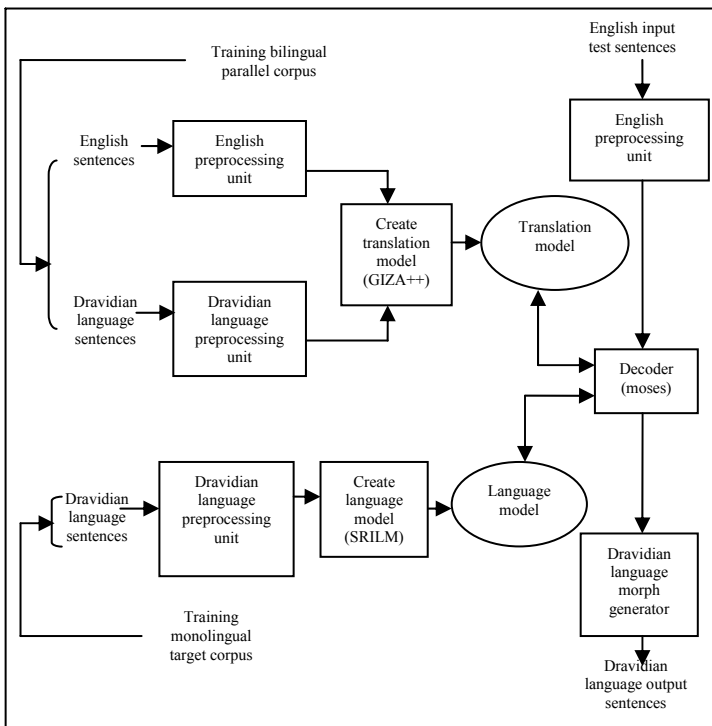 Training bilingual
parallel corpus
English input
test sentences
English
sentences
English
preprocessing
unit
English
preprocessing
unit
Create
translation
model
(GIZA++)
Translation
model
Dravidian
language
sentences
Dravidian
language
preprocessing
unit
Decoder
(moses)
Dravidian
language
sentences
Dravidian
language
preprocessing
unit
Create
language
model
(SRILM)
Language
model
Dravidian
language
morph
generator
Training
monolingual
target corpus
Dravidian
language output
sentences